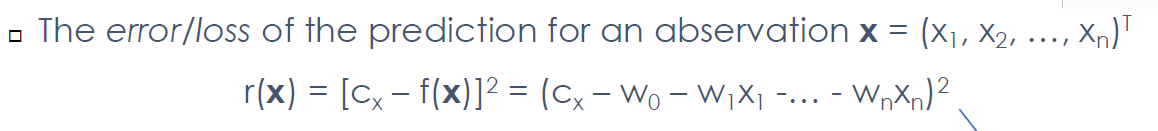 The error/loss of the prediction for an observation x = (x₁, x₂, ..., xₙ)ᵀ
r(x) = [cₓ – f(x)]² = (cₓ – w₀ – w₁x₁ -... - wₙxₙ)²